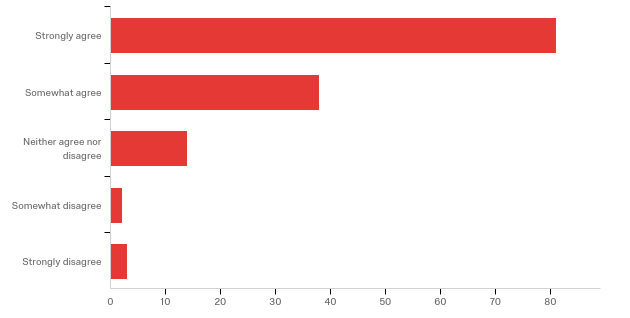 Strongly agree
Somewhat agree
Neither agree nor
disagree
Somewhat disagree
Strongly disagree
0 10 20 30 40 50 60 70 80